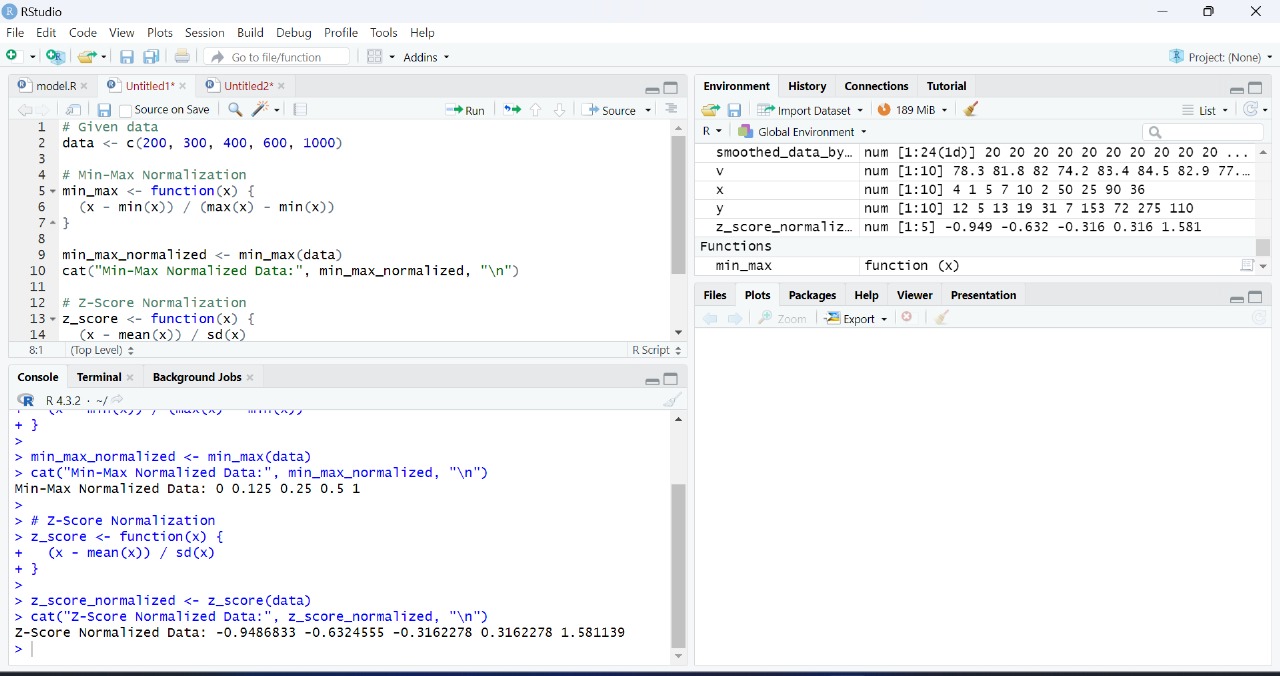 RStudio
File Edit Code View Plots Session Build Debug Profile Tools Help
Go to file/function Addins Project: (None)
model.R Untitled1* Untitled2*
Source on Save Run Source
1 # Given data
2 data <- c(200, 300, 400, 600, 1000)
3
4 # Min-Max Normalization
5 min_max <- function(x) {
6 (x - min(x)) / (max(x) - min(x))
7 }
8
9 min_max_normalized <- min_max(data)
10 cat("Min-Max Normalized Data:", min_max_normalized, "\n")
11
12 # Z-Score Normalization
13 z_score <- function(x) {
14 (x - mean(x)) / sd(x)
8:1 (Top Level) R Script
Console Terminal Background Jobs
R 4.3.2 · ~/
+ (x - min(x)) / (max(x) - min(x))
+ }
>
> min_max_normalized <- min_max(data)
> cat("Min-Max Normalized Data:", min_max_normalized, "\n")
Min-Max Normalized Data: 0 0.125 0.25 0.5 1
>
> # Z-Score Normalization
> z_score <- function(x) {
+ (x - mean(x)) / sd(x)
+ }
>
> z_score_normalized <- z_score(data)
> cat("Z-Score Normalized Data:", z_score_normalized, "\n")
Z-Score Normalized Data: -0.9486833 -0.6324555 -0.3162278 0.3162278 1.581139
>
Environment History Connections Tutorial
Import Dataset 189 MiB List
R Global Environment
smoothed_data_by… num [1:24(1d)] 20 20 20 20 20 20 20 20 20 20 ...
v num [1:10] 78.3 81.8 82 74.2 83.4 84.5 82.9 77.…
x num [1:10] 4 1 5 7 10 2 50 25 90 36
y num [1:10] 12 5 13 19 31 7 153 72 275 110
z_score_normaliz… num [1:5] -0.949 -0.632 -0.316 0.316 1.581
Functions
min_max function (x)
Files Plots Packages Help Viewer Presentation
Zoom Export